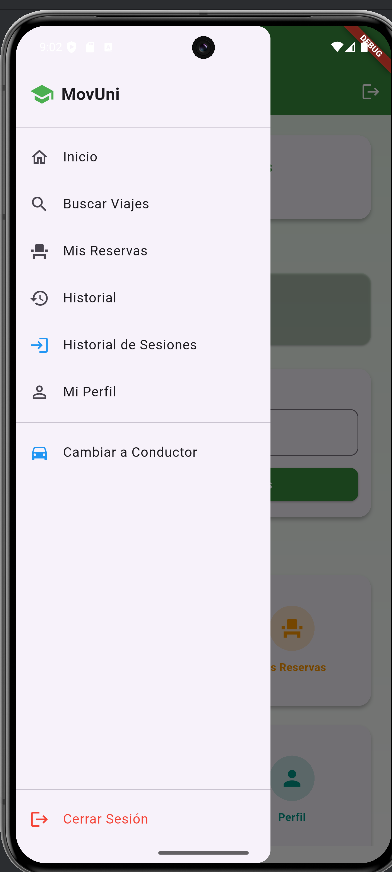 9:02
DEBUG
MovUni
Inicio
Buscar Viajes
Mis Reservas
Historial
Historial de Sesiones
Mi Perfil
Cambiar a Conductor
Reservas
Perfil
Cerrar Sesión